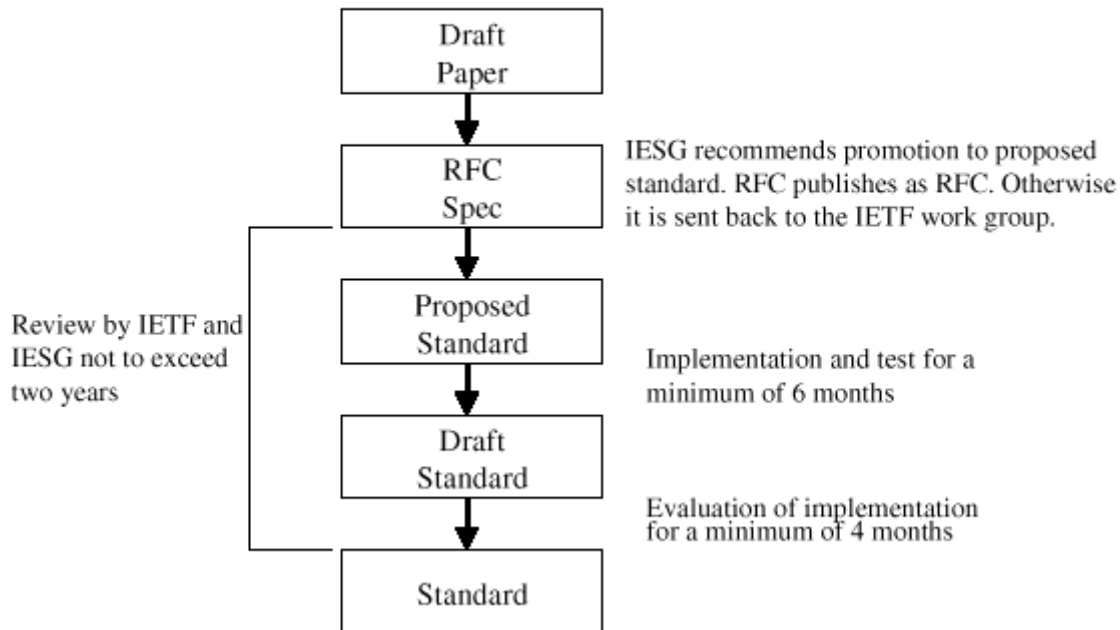 Draft
Paper
RFC
Spec
IESG recommends promotion to proposed
standard. RFC publishes as RFC. Otherwise
it is sent back to the IETF work group.
Proposed
Standard
Review by IETF and
IESG not to exceed
two years
Implementation and test for a
minimum of 6 months
Draft
Standard
Evaluation of implementation
for a minimum of 4 months
Standard